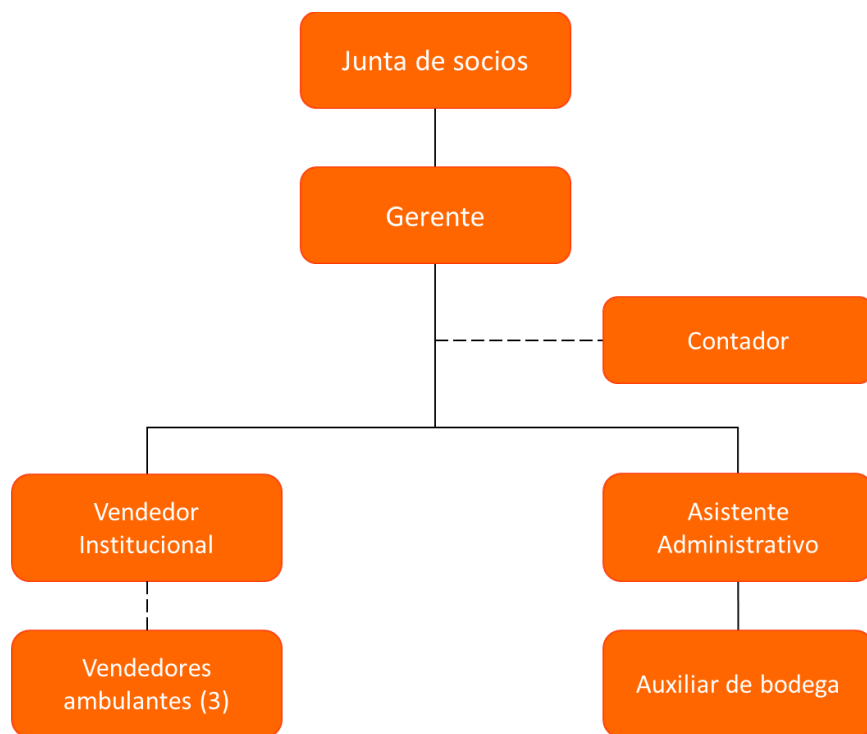 Junta de socios
Gerente
Contador
Vendedor
Institucional
Asistente
Administrativo
Vendedores
ambulantes (3)
Auxiliar de bodega